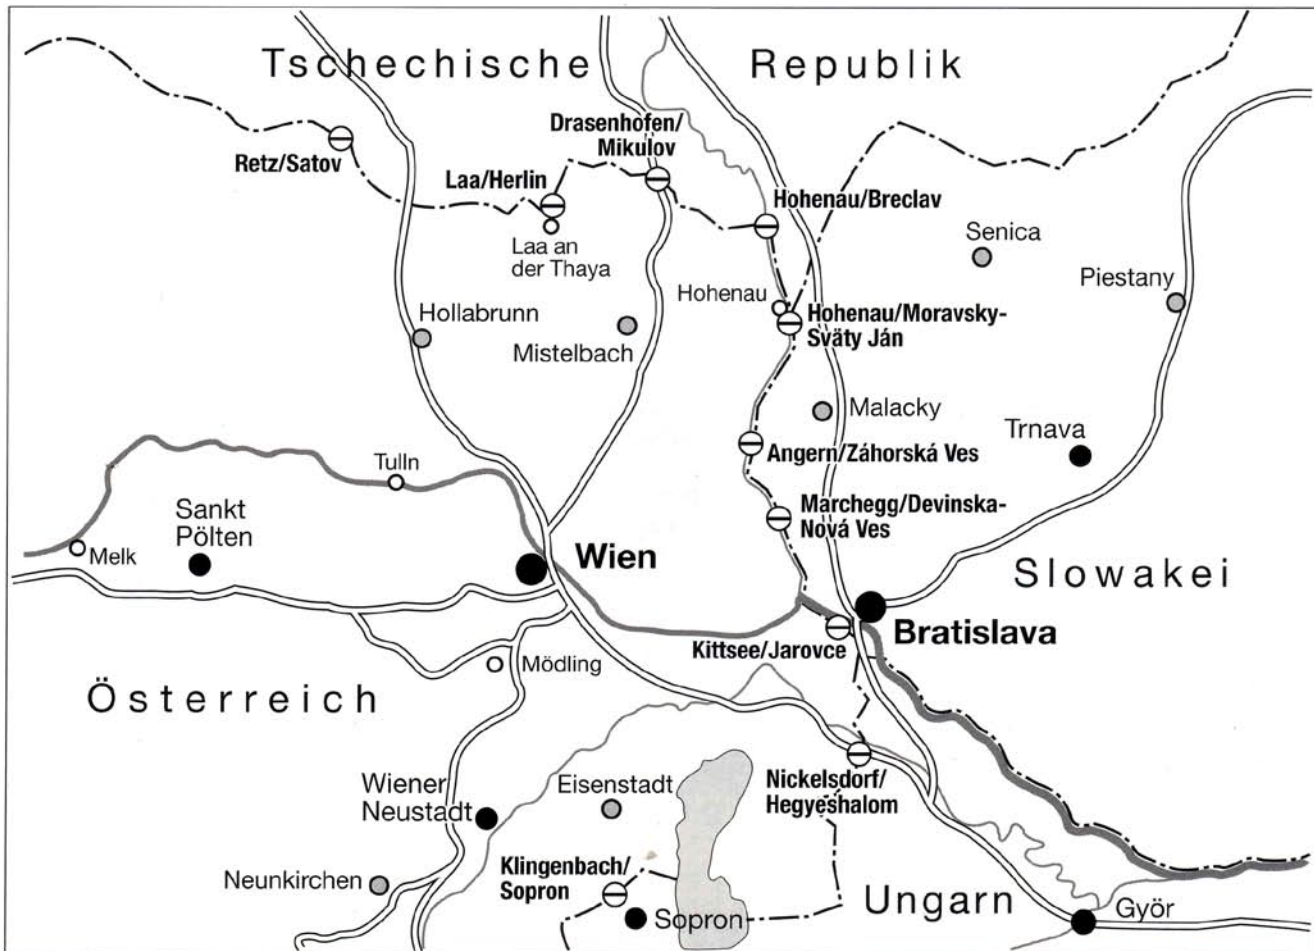 Tschechische Republik
Drasenhofen/
Mikulov
Retz/Satov
Laa/Herlin
Hohenau/Breclav
Laa an
der Thaya
Senica
Piestany
Hohenau
Hollabrunn
Hohenau/Moravsky-
Sväty Ján
Mistelbach
Malacky
Trnava
Tulln
Angern/Záhorská Ves
Sankt
Pölten
Marchegg/Devinska-
Nová Ves
Melk
Wien
Slowakei
Bratislava
Kittsee/Jarovce
Mödling
Österreich
Wiener
Neustadt
Eisenstadt
Nickelsdorf/
Hegyeshalom
Klingenbach/
Sopron
Neunkirchen
Ungarn
Sopron
Györ